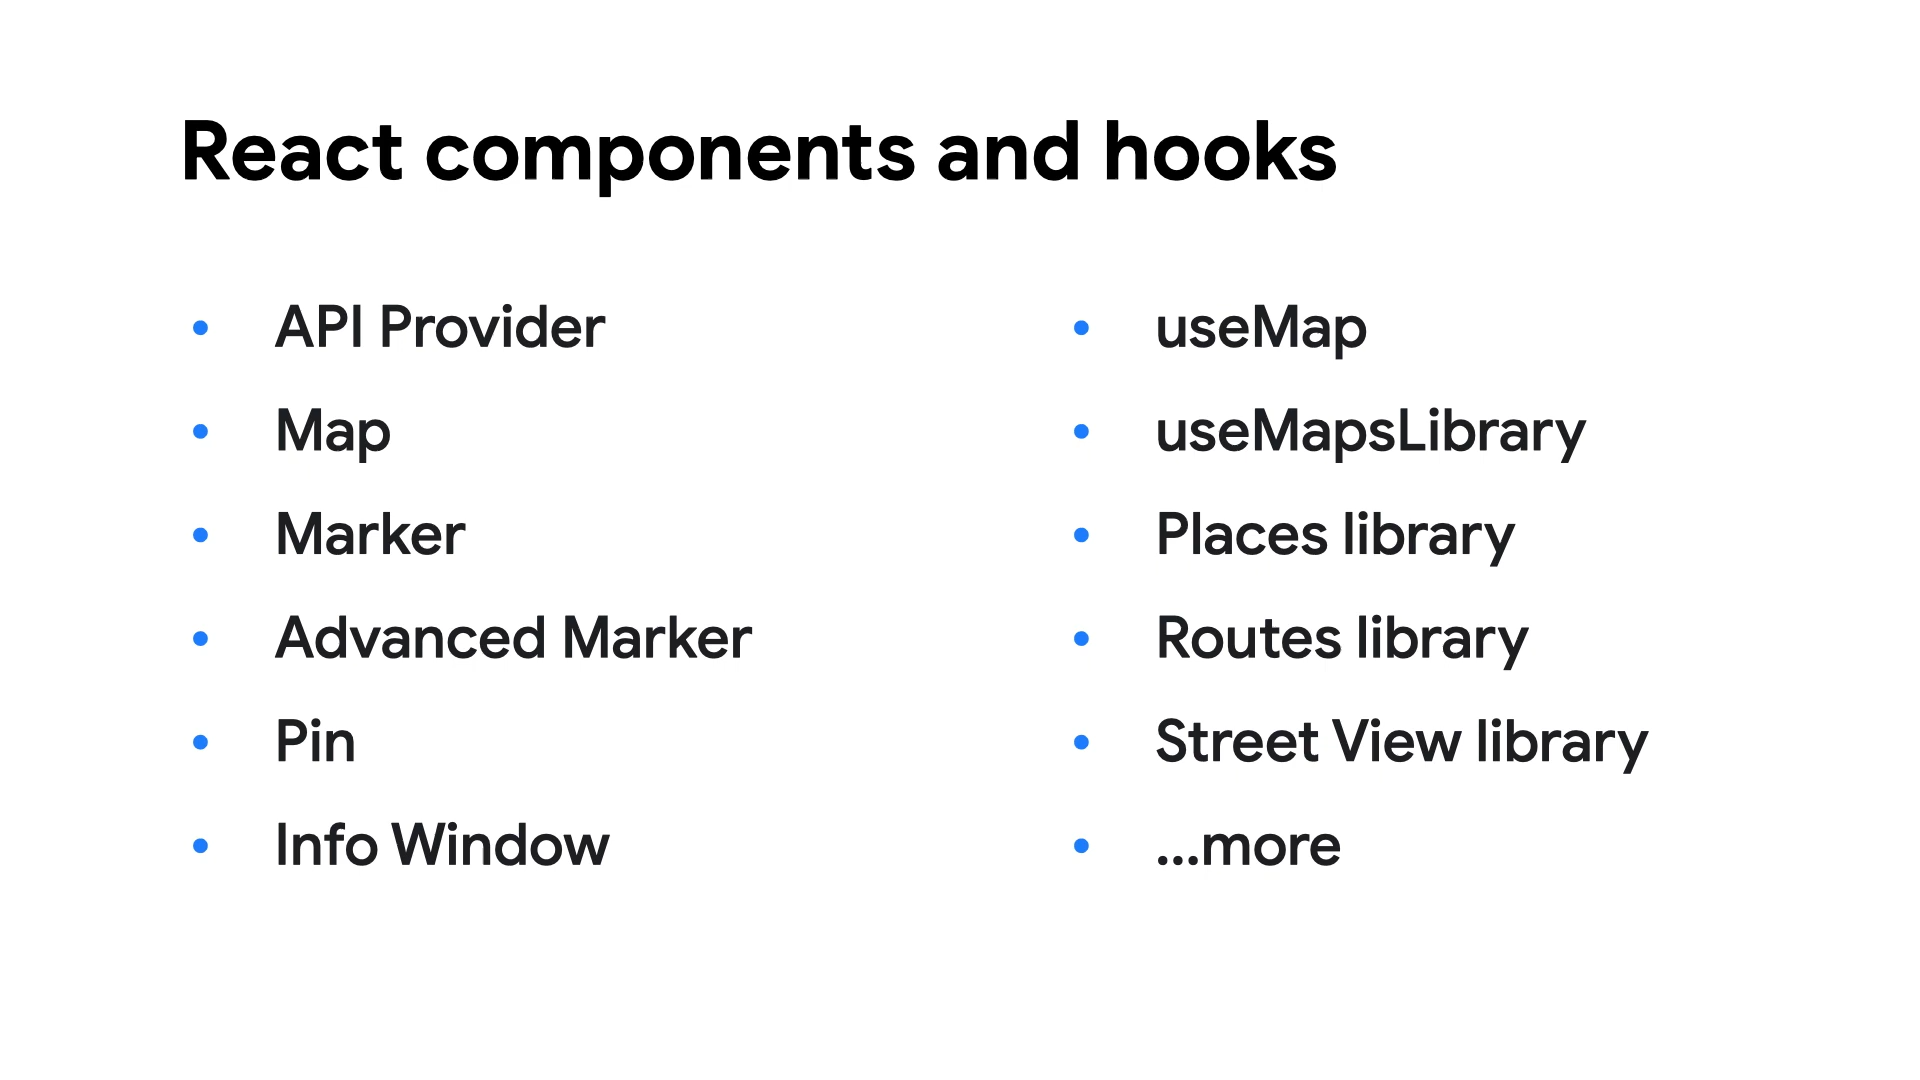 React components and hooks
• API Provider
• Map
• Marker
• Advanced Marker
• Pin
• Info Window
• useMap
• useMapsLibrary
• Places library
• Routes library
• Street View library
• ...more